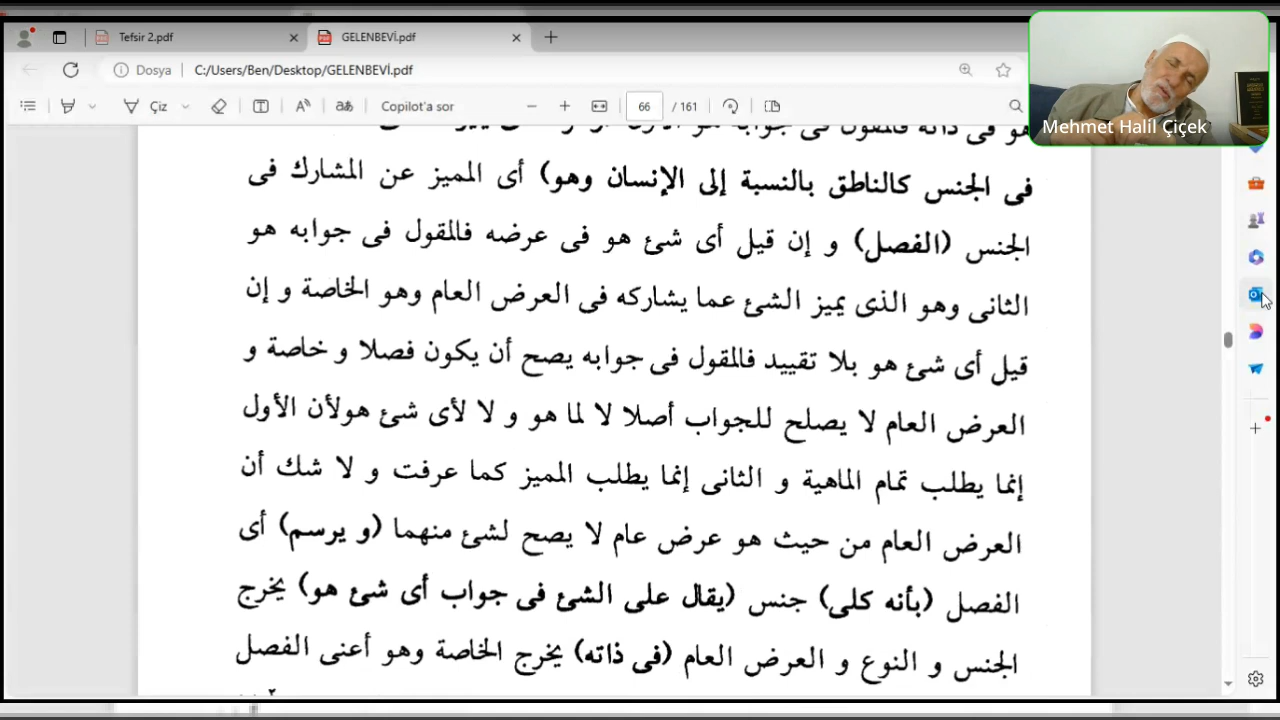 Tefsir 2.pdf
GELENBEVİ.pdf
Dosya
C:/Users/Ben/Desktop/GELENBEVİ.pdf
Çiz
Copilot'a sor
66 / 161
Mehmet Halil Çiçek
فى الجنس كالناطق بالنسبة إلى الإنسان وهو) أى المميز عن المشارك فى
الجنس (الفصل) و إن قيل أى شئ هو فى عرضه فالمقول فى جوابه هو
الثانى وهو الذى يميز الشئ عما يشاركه فى العرض العام وهو الخاصة و إن
قيل أى شئ هو بلا تقييد فالمقول فى جوابه يصح أن يكون فصلا و خاصة و
العرض العام لا يصلح للجواب أصلا لا لما هو و لا لأى شئ هولأن الأول
إنما يطلب تمام الماهية و الثانى إنما يطلب المميز كما عرفت و لا شك أن
العرض العام من حيث هو عرض عام لا يصح لشئ منهما (و يرسم) أى
الفصل (بأنه كلى) جنس (يقال على الشئ فى جواب أى شئ هو) يخرج
الجنس و النوع و العرض العام (فى ذاته) يخرج الخاصة وهو أعنى الفصل